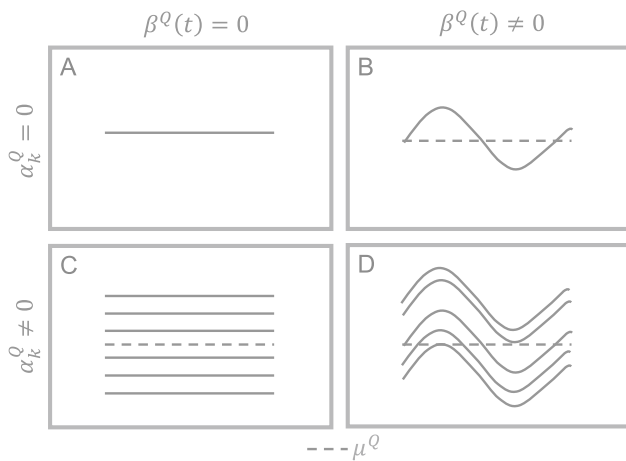 β^Q(t) = 0
β^Q(t) ≠ 0
A
B
α_k^Q = 0
C
D
α_k^Q ≠ 0
μ^Q